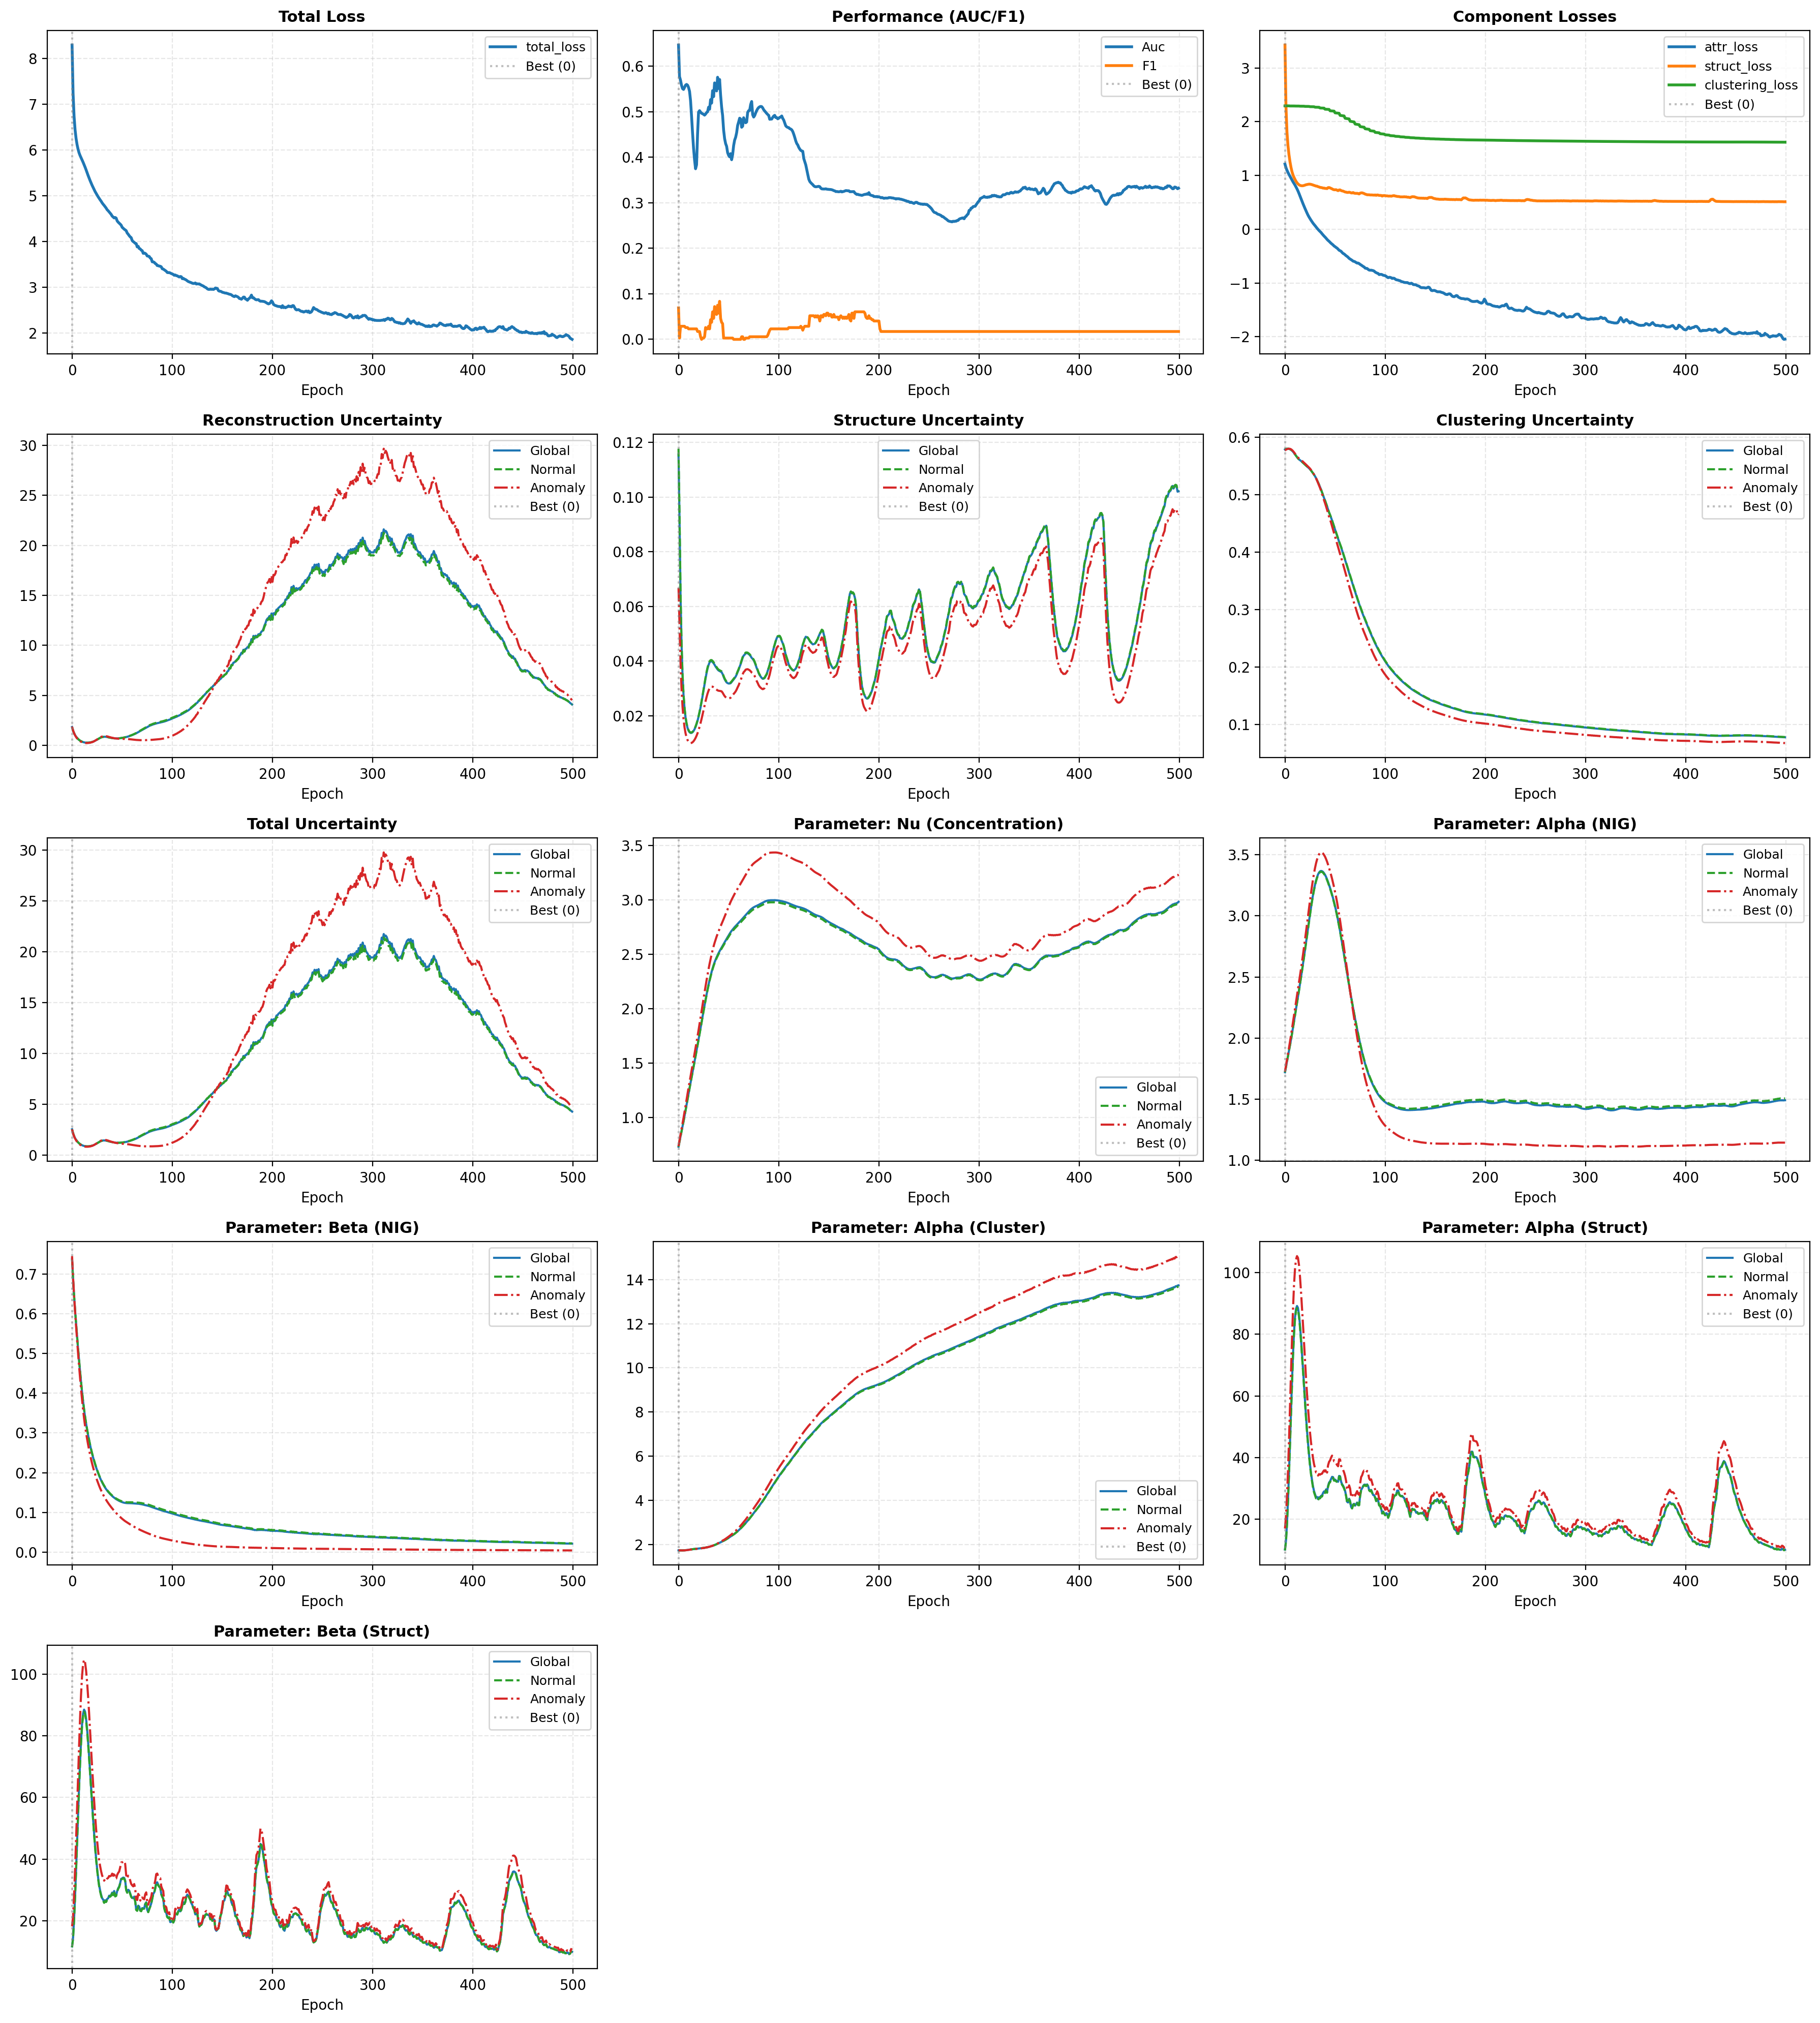 Total Loss
8
7
6
5
4
3
2
total_loss
Best (0)
0 100 200 300 400 500
Epoch
Performance (AUC/F1)
0.6
0.5
0.4
0.3
0.2
0.1
0.0
Auc
F1
Best (0)
0 100 200 300 400 500
Epoch
Component Losses
3
2
1
0
−1
−2
attr_loss
struct_loss
clustering_loss
Best (0)
0 100 200 300 400 500
Epoch
Reconstruction Uncertainty
30
25
20
15
10
5
0
Global
Normal
Anomaly
Best (0)
0 100 200 300 400 500
Epoch
Structure Uncertainty
0.12
0.10
0.08
0.06
0.04
0.02
Global
Normal
Anomaly
Best (0)
0 100 200 300 400 500
Epoch
Clustering Uncertainty
0.6
0.5
0.4
0.3
0.2
0.1
Global
Normal
Anomaly
Best (0)
0 100 200 300 400 500
Epoch
Total Uncertainty
30
25
20
15
10
5
0
Global
Normal
Anomaly
Best (0)
0 100 200 300 400 500
Epoch
Parameter: Nu (Concentration)
3.5
3.0
2.5
2.0
1.5
1.0
Global
Normal
Anomaly
Best (0)
0 100 200 300 400 500
Epoch
Parameter: Alpha (NIG)
3.5
3.0
2.5
2.0
1.5
1.0
Global
Normal
Anomaly
Best (0)
0 100 200 300 400 500
Epoch
Parameter: Beta (NIG)
0.7
0.6
0.5
0.4
0.3
0.2
0.1
0.0
Global
Normal
Anomaly
Best (0)
0 100 200 300 400 500
Epoch
Parameter: Alpha (Cluster)
14
12
10
8
6
4
2
Global
Normal
Anomaly
Best (0)
0 100 200 300 400 500
Epoch
Parameter: Alpha (Struct)
100
80
60
40
20
Global
Normal
Anomaly
Best (0)
0 100 200 300 400 500
Epoch
Parameter: Beta (Struct)
100
80
60
40
20
Global
Normal
Anomaly
Best (0)
0 100 200 300 400 500
Epoch